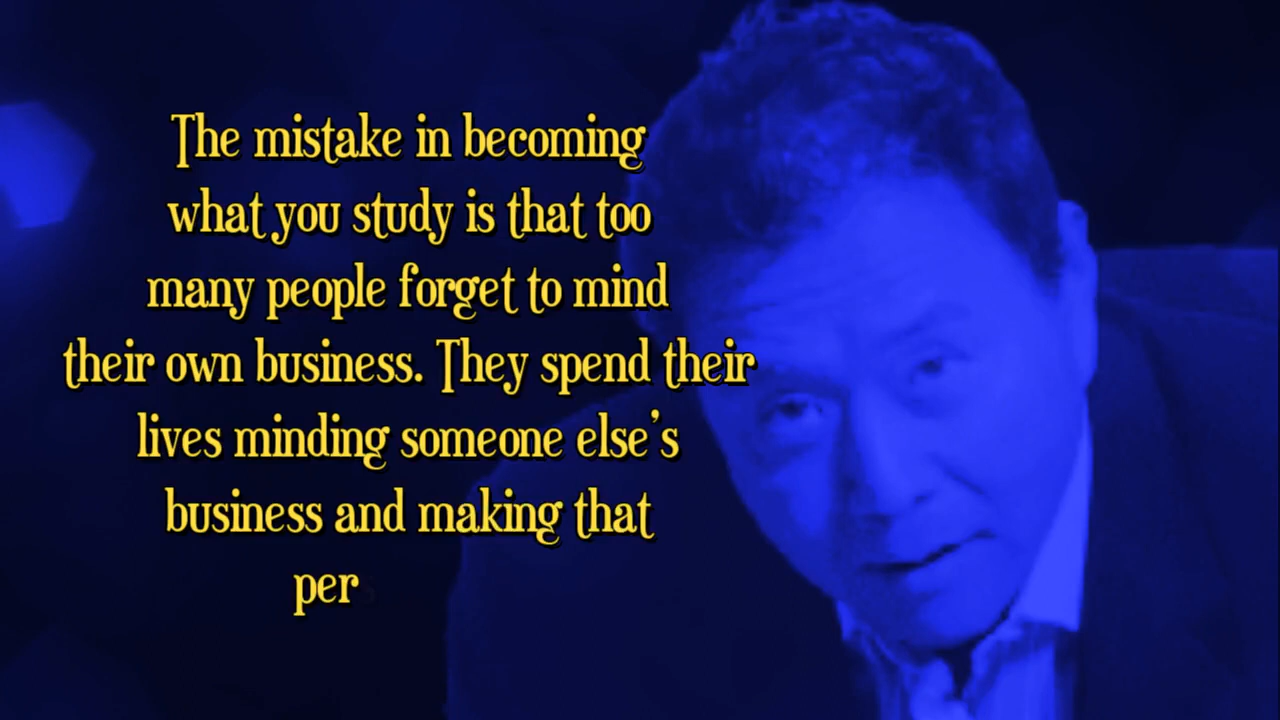 The mistake in becoming
what you study is that too
many people forget to mind
their own business. They spend their
lives minding someone else's
business and making that
per